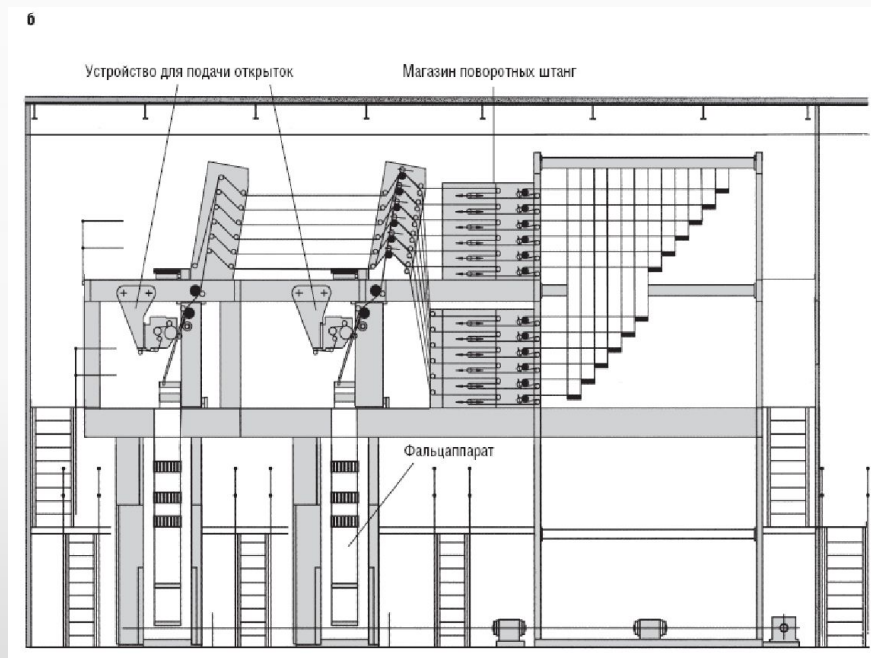 б
Устройство для подачи открыток
Магазин поворотных штанг
Фальцаппарат